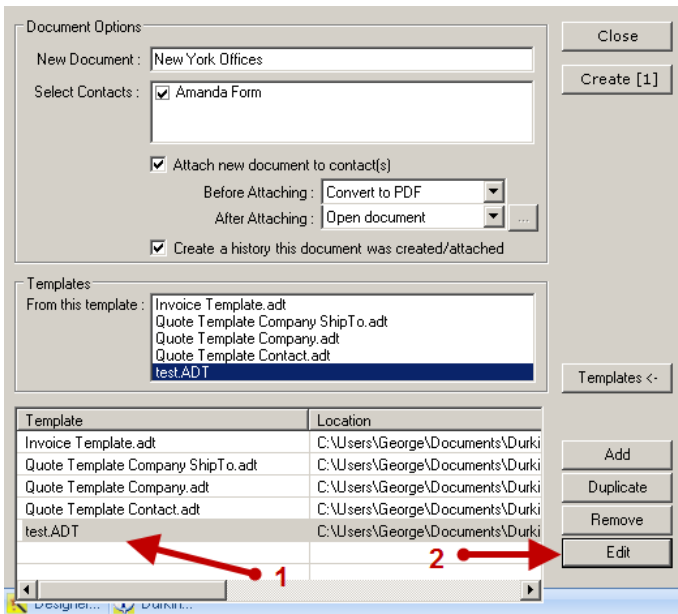 Document Options
Close
New Document : New York Offices
Create [1]
Select Contacts : Amanda Form
Attach new document to contact(s)
Before Attaching : Convert to PDF
After Attaching : Open document ...
Create a history this document was created/attached
Templates
From this template : Invoice Template.adt
Quote Template Company ShipTo.adt
Quote Template Company.adt
Quote Template Contact.adt
test.ADT
Templates <-
Template Location
Invoice Template.adt C:\Users\George\Documents\Durki
Quote Template Company ShipTo.adt C:\Users\George\Documents\Durki
Quote Template Company.adt C:\Users\George\Documents\Durki
Quote Template Contact.adt C:\Users\George\Documents\Durki
test.ADT C:\Users\George\Documents\Durki
Add
Duplicate
Remove
Edit
1
2
Designer... Durkin...